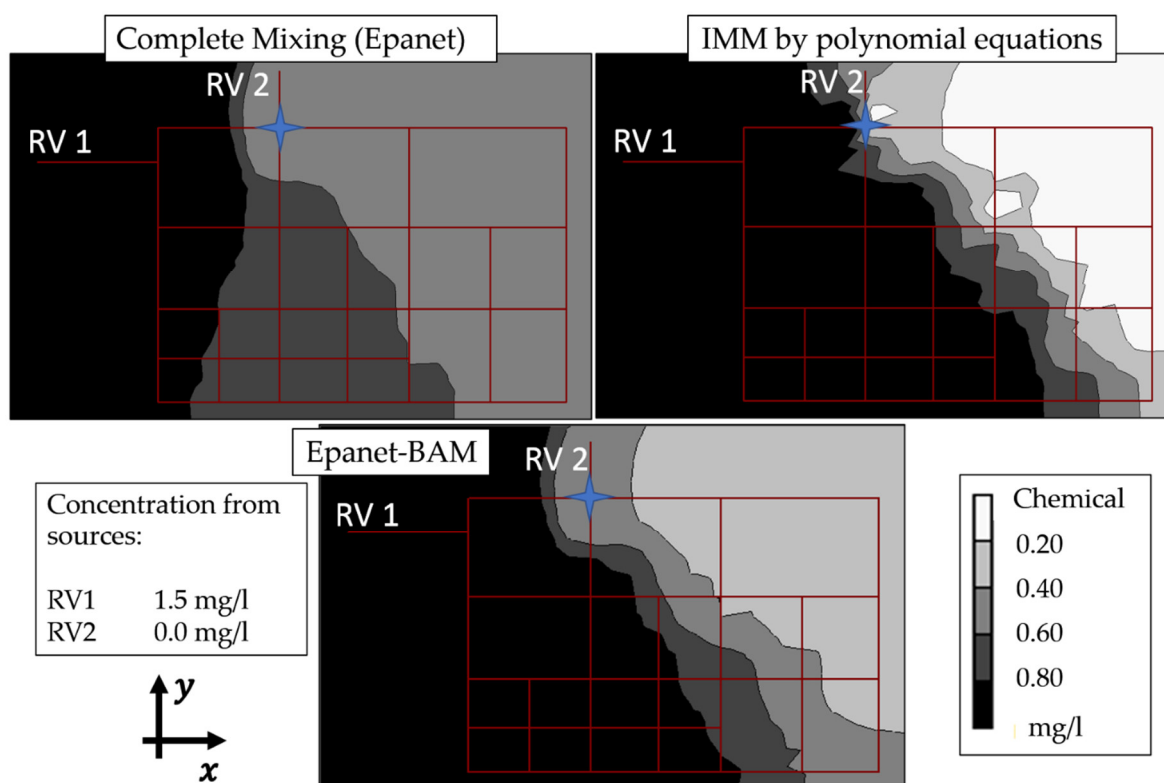 Complete Mixing (Epanet)
IMM by polynomial equations
RV 2
RV 1
RV 2
RV 1
Epanet-BAM
RV 2
RV 1
Concentration from
sources:
RV1 1.5 mg/l
RV2 0.0 mg/l
y
x
Chemical
0.20
0.40
0.60
0.80
mg/l